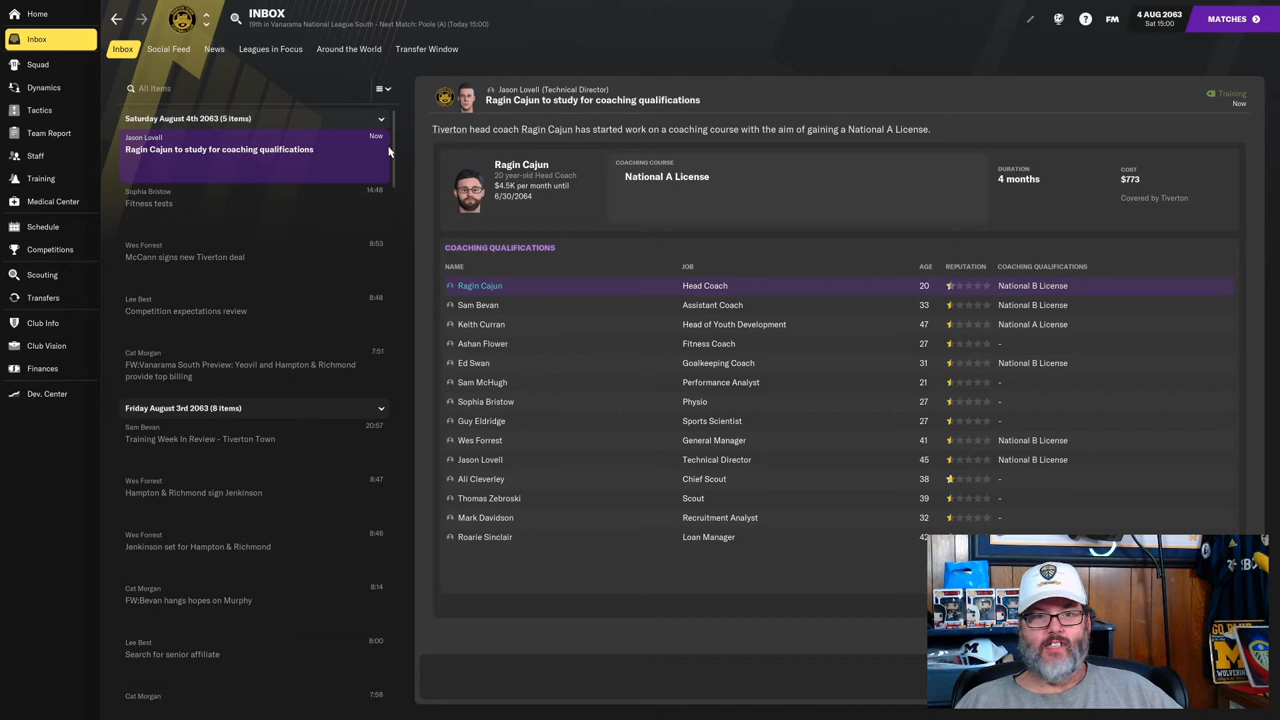 Home
Inbox
Squad
Dynamics
Tactics
Team Report
Staff
Training
Medical Center
Schedule
Competitions
Scouting
Transfers
Club Info
Club Vision
Finances
Dev. Center
INBOX
19th in Vanarama National League South - Next Match: Poole (A) (Today 15:00)
FM
4 AUG 2063
Sat 15:00
MATCHES
Inbox
Social Feed
News
Leagues in Focus
Around the World
Transfer Window
All Items
Saturday August 4th 2063 (5 items)
Jason Lovell
Now
Ragin Cajun to study for coaching qualifications
Sophia Bristow
14:48
Fitness tests
Wes Forrest
8:53
McCann signs new Tiverton deal
Lee Best
8:48
Competition expectations review
Cat Morgan
7:51
FW:Vanarama South Preview: Yeovil and Hampton & Richmond
provide top billing
Friday August 3rd 2063 (8 items)
Sam Bevan
20:57
Training Week In Review - Tiverton Town
Wes Forrest
8:47
Hampton & Richmond sign Jenkinson
Wes Forrest
8:46
Jenkinson set for Hampton & Richmond
Cat Morgan
8:14
FW:Bevan hangs hopes on Murphy
Lee Best
8:00
Search for senior affiliate
Cat Morgan
7:58
Jason Lovell (Technical Director)
Ragin Cajun to study for coaching qualifications
Training
Now
Tiverton head coach Ragin Cajun has started work on a coaching course with the aim of gaining a National A License.
Ragin Cajun
20 year-old Head Coach
$4.5K per month until
6/30/2064
COACHING COURSE
National A License
DURATION
4 months
COST
$773
Covered by Tiverton
COACHING QUALIFICATIONS
NAME JOB AGE REPUTATION COACHING QUALIFICATIONS
Ragin Cajun Head Coach 20 National B License
Sam Bevan Assistant Coach 33 National B License
Keith Curran Head of Youth Development 47 National A License
Ashan Flower Fitness Coach 27 -
Ed Swan Goalkeeping Coach 31 National B License
Sam McHugh Performance Analyst 21 -
Sophia Bristow Physio 27 -
Guy Eldridge Sports Scientist 27 -
Wes Forrest General Manager 41 National B License
Jason Lovell Technical Director 45 National B License
Ali Cleverley Chief Scout 38 -
Thomas Zebroski Scout 39 -
Mark Davidson Recruitment Analyst 32 -
Roarie Sinclair Loan Manager